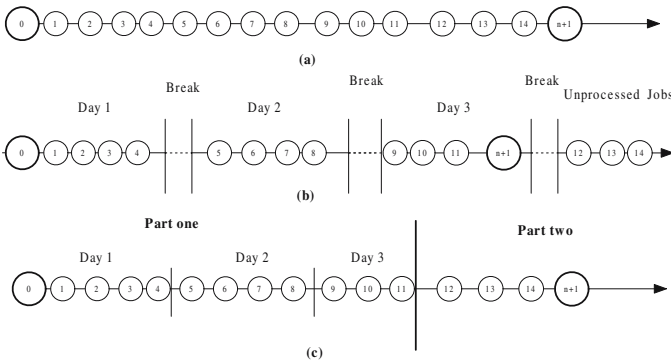 0 1 2 3 4 5 6 7 8 9 10 11 12 13 14 n+1
(a)
Break Break Break
Day 1 Day 2 Day 3 Unprocessed Jobs
0 1 2 3 4 5 6 7 8 9 10 11 n+1 12 13 14
(b)
Part one Part two
Day 1 Day 2 Day 3
0 1 2 3 4 5 6 7 8 9 10 11 12 13 14 n+1
(c)